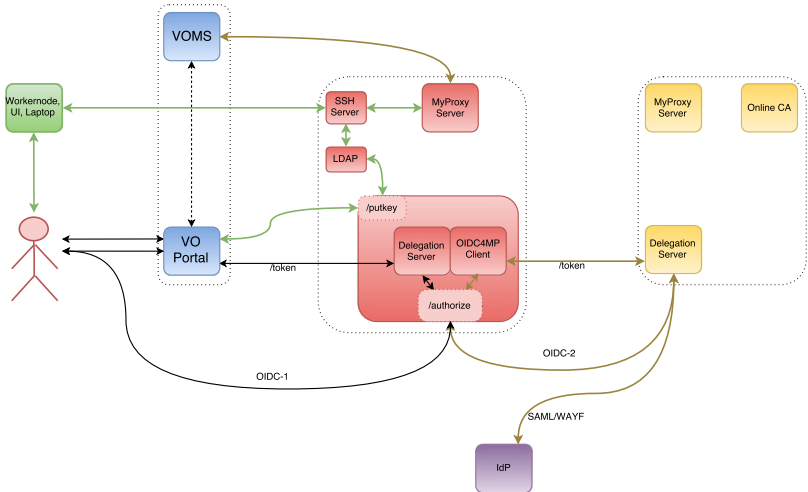 VOMS
Workernode,
UI, Laptop
SSH
Server
MyProxy
Server
MyProxy
Server
Online CA
LDAP
/putkey
VO
Portal
Delegation
Server
OIDC4MP
Client
Delegation
Server
/token
/token
/authorize
OIDC-2
OIDC-1
SAML/WAYF
IdP